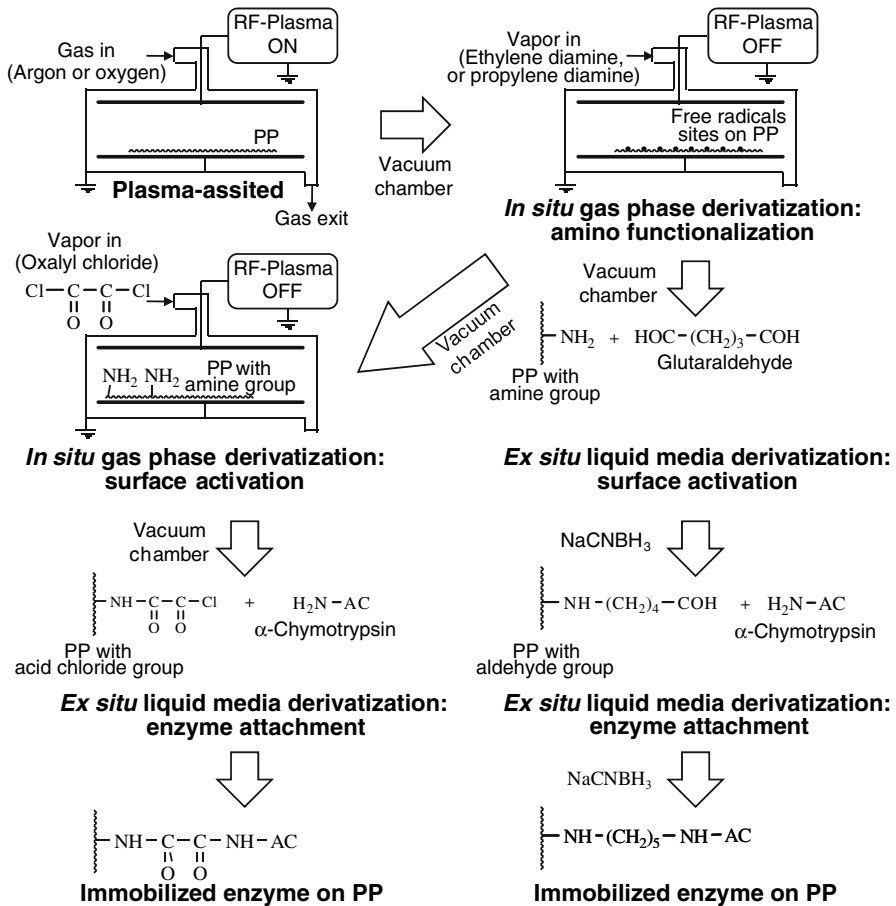 RF-Plasma
ON
Gas in
(Argon or oxygen)
PP
Plasma-assited
Gas exit
Vacuum
chamber
Vapor in
(Ethylene diamine,
or propylene diamine)
RF-Plasma
OFF
Free radicals
sites on PP
In situ gas phase derivatization:
amino functionalization
Vapor in
(Oxalyl chloride)
RF-Plasma
OFF
Cl–C–C–Cl
O O
NH2 NH2
PP with
amine group
Vacuum
chamber
Vacuum
chamber
NH2 + HOC–(CH2)3–COH
Glutaraldehyde
PP with
amine group
In situ gas phase derivatization:
surface activation
Ex situ liquid media derivatization:
surface activation
Vacuum
chamber
NaCNBH3
NH–C–C–Cl + H2N–AC
O O
α-Chymotrypsin
PP with
acid chloride group
NH–(CH2)4–COH + H2N–AC
α-Chymotrypsin
PP with
aldehyde group
Ex situ liquid media derivatization:
enzyme attachment
Ex situ liquid media derivatization:
enzyme attachment
NaCNBH3
NH–C–C–NH–AC
O O
Immobilized enzyme on PP
NH–(CH2)5–NH–AC
Immobilized enzyme on PP